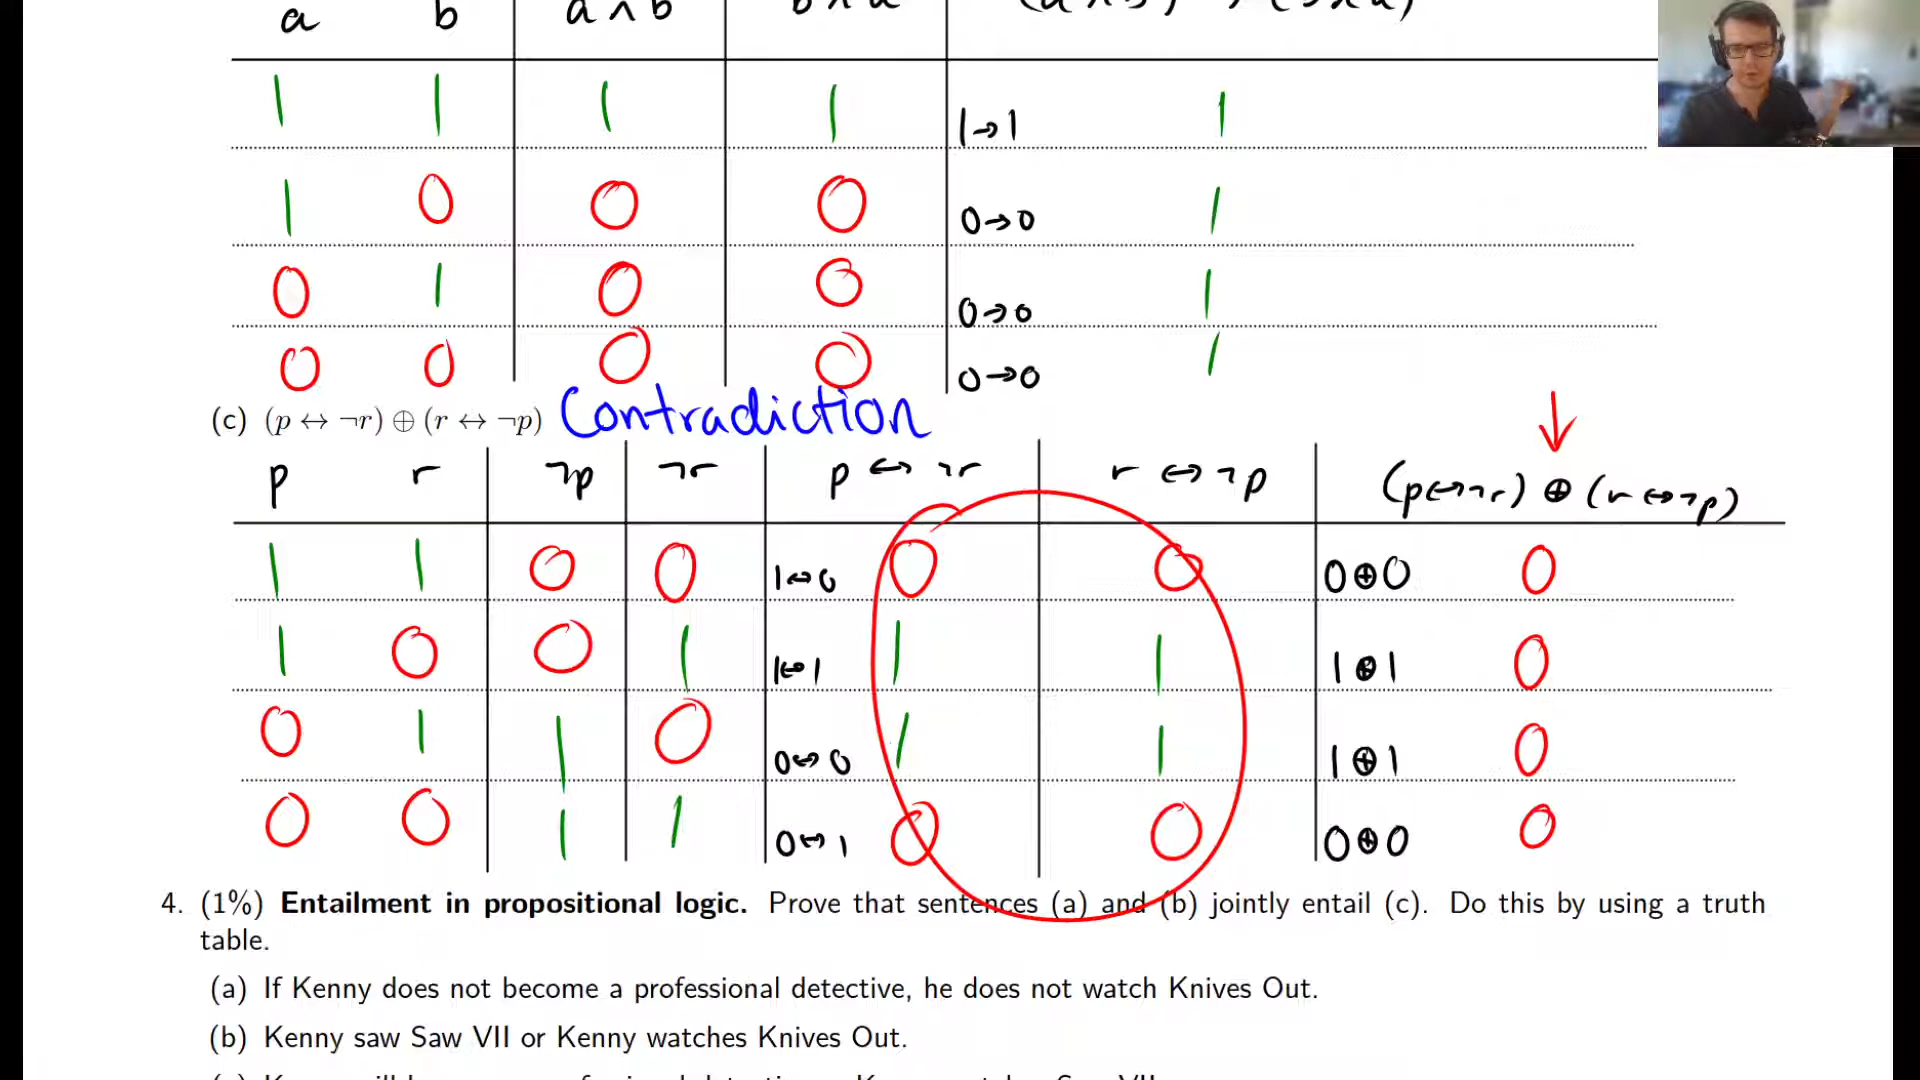 a b a ∧ b b ∧ a (a ∧ b) → (b ∧ a)
1 1 1 1 1→1 1
1 0 0 0 0→0 1
0 1 0 0 0→0 1
0 0 0 0 0→0 1
(c) (p ↔ ¬r) ⊕ (r ↔ ¬p) Contradiction
p r ¬p ¬r p ↔ ¬r r ↔ ¬p (p↔¬r) ⊕ (r↔¬p)
1 1 0 0 1↔0 0 0 0⊕0 0
1 0 0 1 1↔1 1 1 1⊕1 0
0 1 1 0 0↔0 1 1 1⊕1 0
0 0 1 1 0↔1 0 0 0⊕0 0
4. (1%) Entailment in propositional logic. Prove that sentences (a) and (b) jointly entail (c). Do this by using a truth
table.
(a) If Kenny does not become a professional detective, he does not watch Knives Out.
(b) Kenny saw Saw VII or Kenny watches Knives Out.